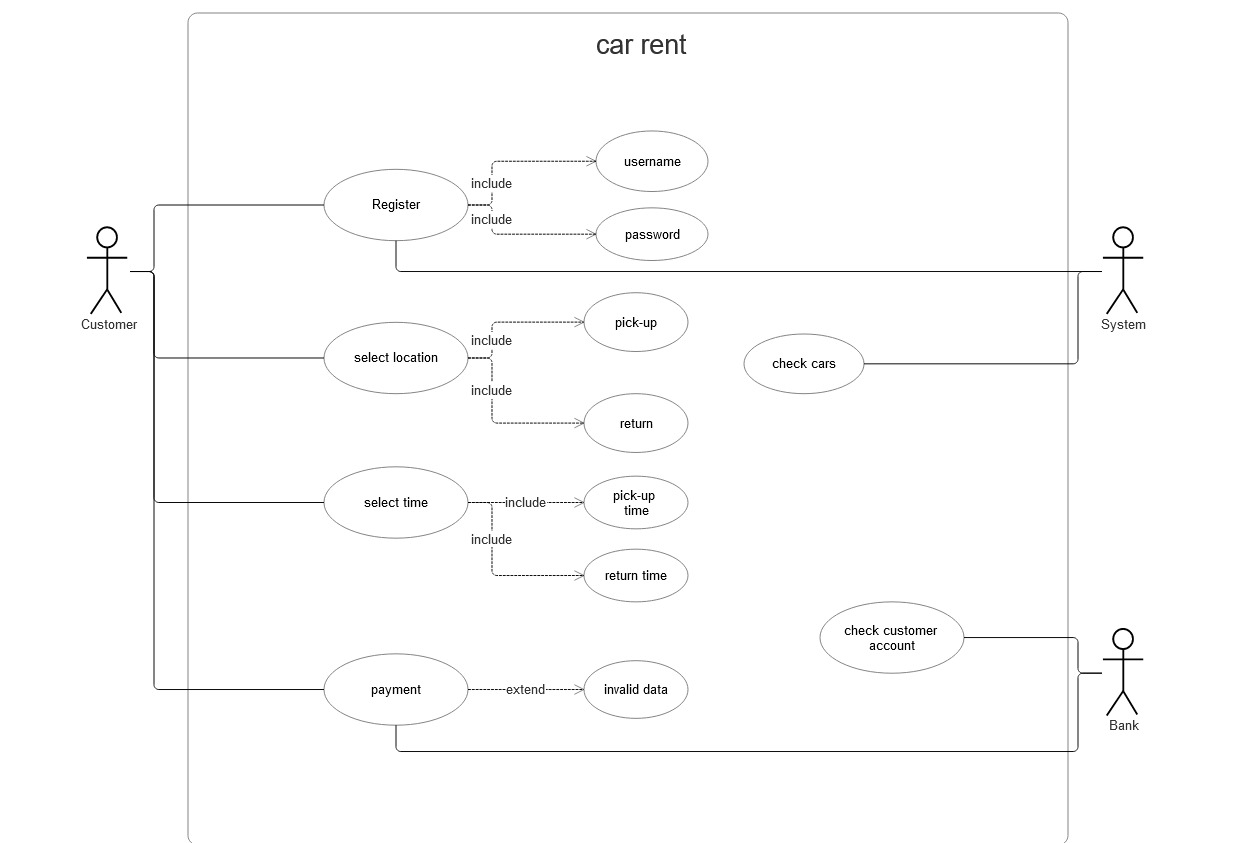 car rent
username
include
Register
include
password
Customer
System
pick-up
include
select location
check cars
include
return
pick-up
time
select time
include
include
return time
check customer
account
payment
extend
invalid data
Bank